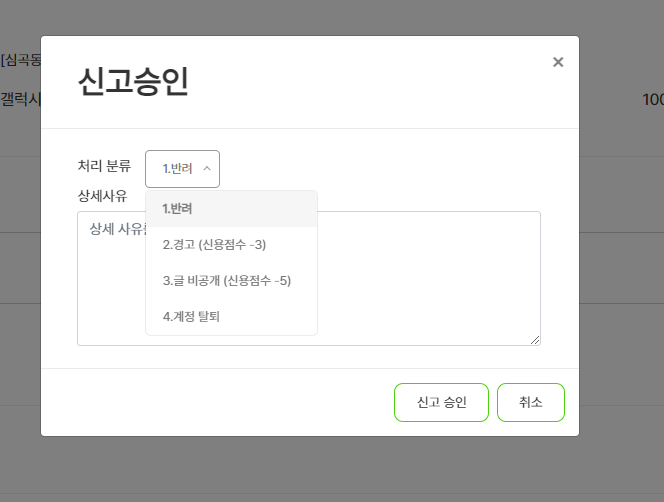 [심곡동
갤럭시
100
신고승인
×
처리 분류
1.반려
상세사유
상세 사유
1.반려
2.경고 (신용점수 -3)
3.글 비공개 (신용점수 -5)
4.계정 탈퇴
신고 승인
취소